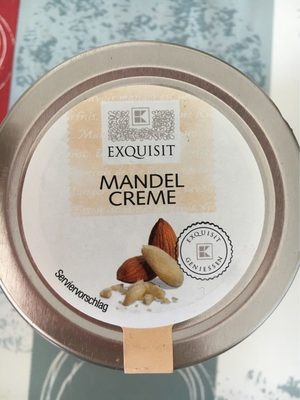 K
EXQUISIT
MANDEL
CREME
EXQUISIT
K
GENIESSEN
Serviervorschlag